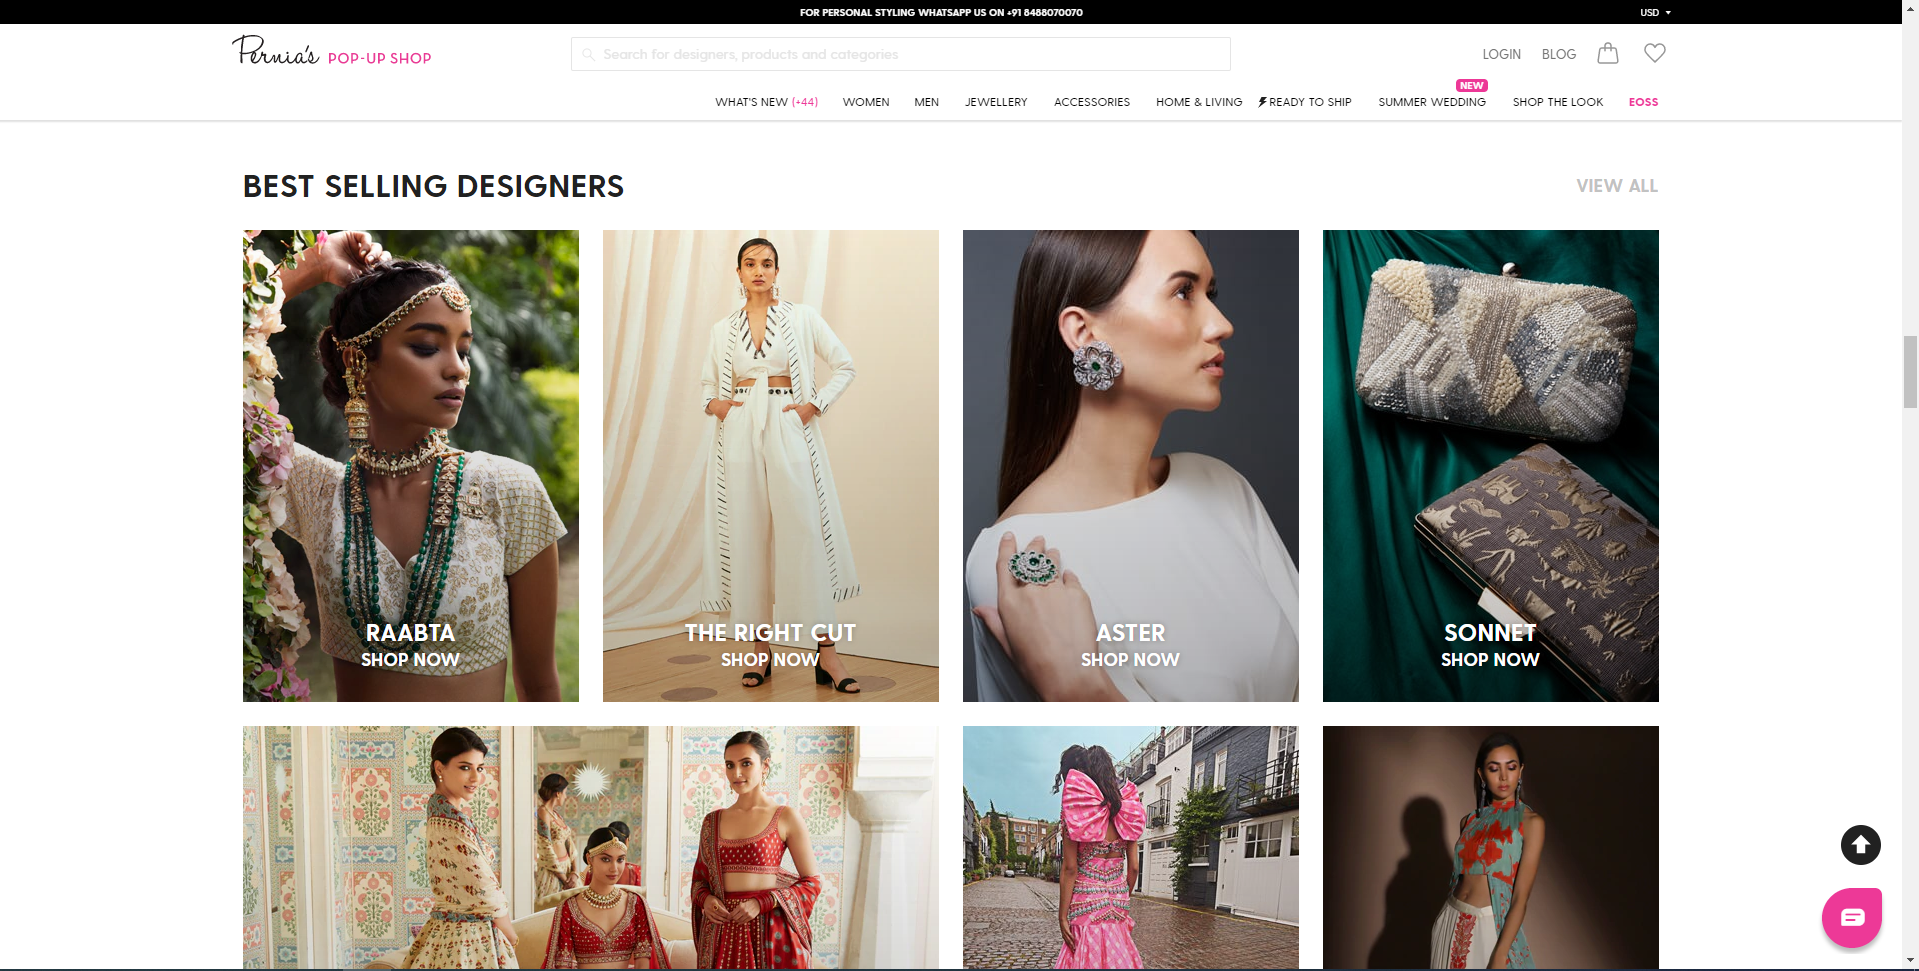 FOR PERSONAL STYLING WHATSAPP US ON +91 8488070070
USD
Pernia's POP-UP SHOP
Search for designers, products and categories
LOGIN
BLOG
NEW
WHAT'S NEW (+44)
WOMEN
MEN
JEWELLERY
ACCESSORIES
HOME & LIVING
READY TO SHIP
SUMMER WEDDING
SHOP THE LOOK
EOSS
BEST SELLING DESIGNERS
VIEW ALL
RAABTA
SHOP NOW
THE RIGHT CUT
SHOP NOW
ASTER
SHOP NOW
SONNET
SHOP NOW